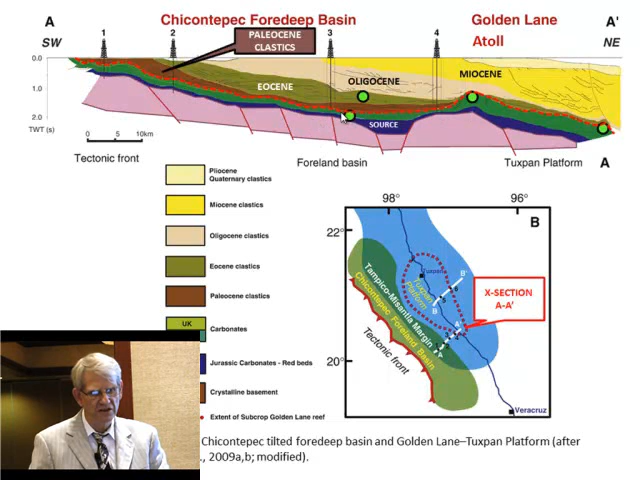 A
Chicontepec Foredeep Basin
Golden Lane
A'
SW
1
2
PALEOCENE
CLASTICS
3
4
Atoll
NE
0.0
1.0
2.0
TWT (s)
EOCENE
OLIGOCENE
MIOCENE
SOURCE
0 5 10km
Tectonic front
Foreland basin
Tuxpan Platform
A
Pliocene
Quaternary clastics
Miocene clastics
Oligocene clastics
Eocene clastics
Paleocene clastics
UK
Carbonates
Jurassic Carbonates - Red beds
Crystalline basement
Extent of Subcrop Golden Lane reef
98°
96°
B
22°
20°
Tuxpan
Tuxpan
Platform
B'
B
Tampico-Misantla Margin
Chicontepec Foreland Basin
Tectonic front
A'
A
X-SECTION
A-A'
Veracruz
Chicontepec tilted foredeep basin and Golden Lane–Tuxpan Platform (after
., 2009a,b; modified).